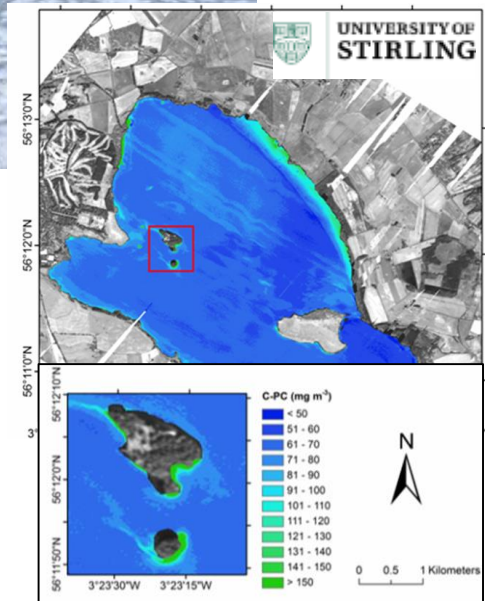 UNIVERSITY OF
STIRLING
56°13'0"N
56°12'0"N
56°11'0"N
3°
56°12'10"N
56°12'0"N
56°11'50"N
3°23'30"W
3°23'15"W
C-PC (mg m⁻³)
< 50
51 - 60
61 - 70
71 - 80
81 - 90
91 - 100
101 - 110
111 - 120
121 - 130
131 - 140
141 - 150
> 150
N
0 0.5 1 Kilometers